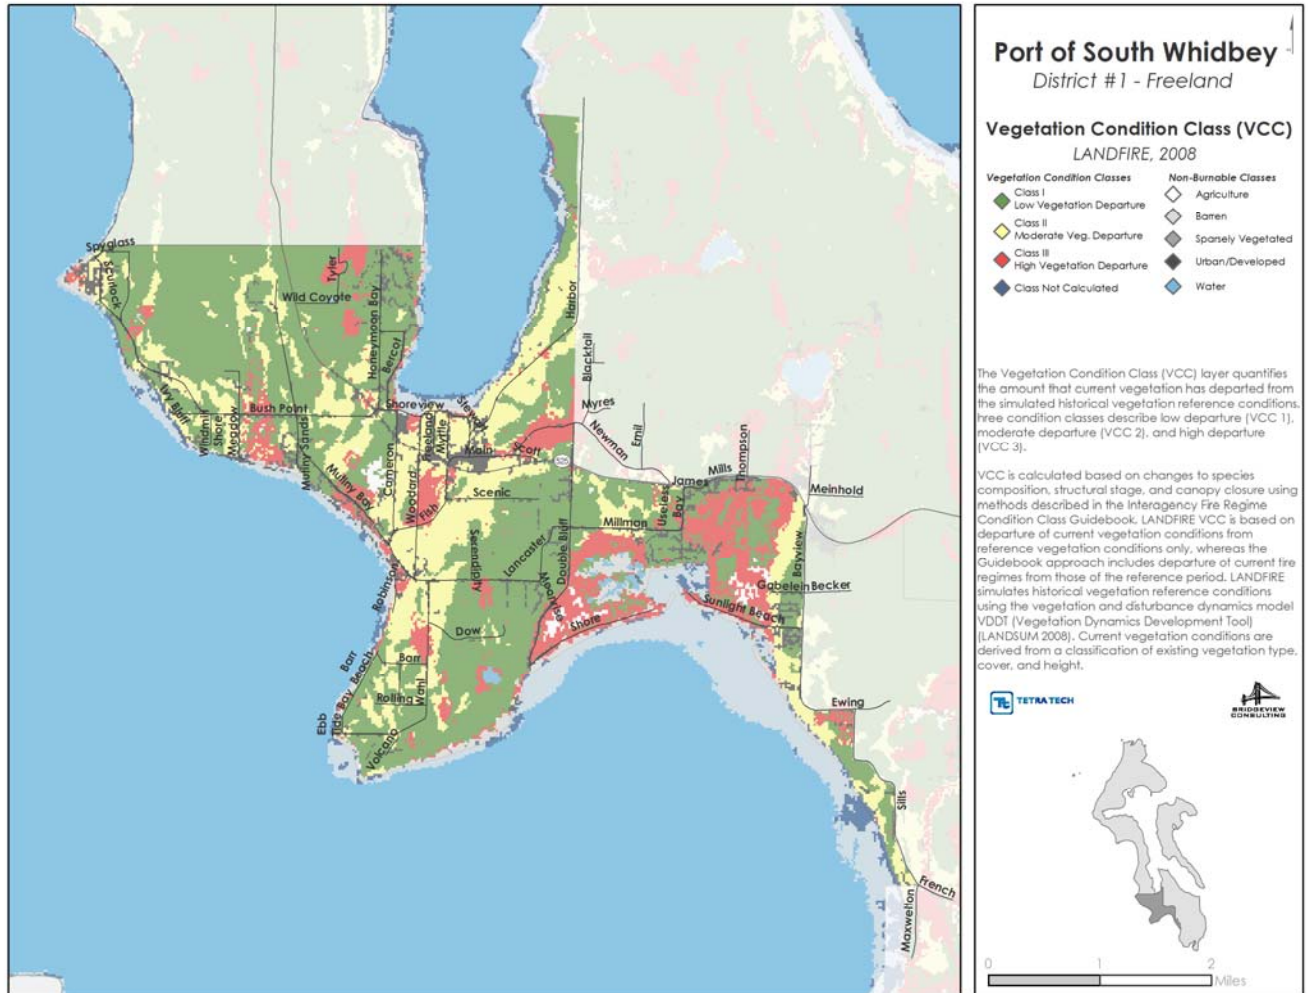 Port of South Whidbey
District #1 - Freeland
Vegetation Condition Class (VCC)
LANDFIRE, 2008
Vegetation Condition Classes
Class I
Low Vegetation Departure
Class II
Moderate Veg. Departure
Class III
High Vegetation Departure
Class Not Calculated
Non-Burnable Classes
Agriculture
Barren
Sparsely Vegetated
Urban/Developed
Water
The Vegetation Condition Class (VCC) layer quantifies
the amount that current vegetation has departed from
the simulated historical vegetation reference conditions.
hree condition classes describe low departure (VCC 1),
moderate departure (VCC 2), and high departure
(VCC 3).
VCC is calculated based on changes to species
composition, structural stage, and canopy closure using
methods described in the Interagency Fire Regime
Condition Class Guidebook. LANDFIRE VCC is based on
departure of current vegetation conditions from
reference vegetation conditions only, whereas the
Guidebook approach includes departure of current fire
regimes from those of the reference period. LANDFIRE
simulates historical vegetation reference conditions
using the vegetation and disturbance dynamics model
VDDT (Vegetation Dynamics Development Tool)
(LANDSUM 2008). Current vegetation conditions are
derived from a classification of existing vegetation type,
cover, and height.
TETRA TECH
BRIDGEVIEW
CONSULTING
0 1 2
Miles
Spyglass
Scurlock
Tyler
Wild Coyote
Honeymoon Bay
Bercot
Harbor
Blacktail
Ivy Bluff
Windmill
Shore
Meadow
Bush Point
Mutiny Sands
Shoreview
Myres
Cameron
Freeland
Myrtle
Main
Scott
525
Newman
Emil
Thompson
Mills
James
Meinhold
Mutiny Bay
Woodard
Fish
Scenic
Useless
Bay
Millman
Double Bluff
Lancaster
Serendipity
Bayview
Robinson
Gabelein
Becker
Sunlight Beach
Shore
Dow
Barr
Barr
Tide Bay Beach
Ebb
Rolling
Wahl
Volcano
Ewing
Sills
French
Maxwelton